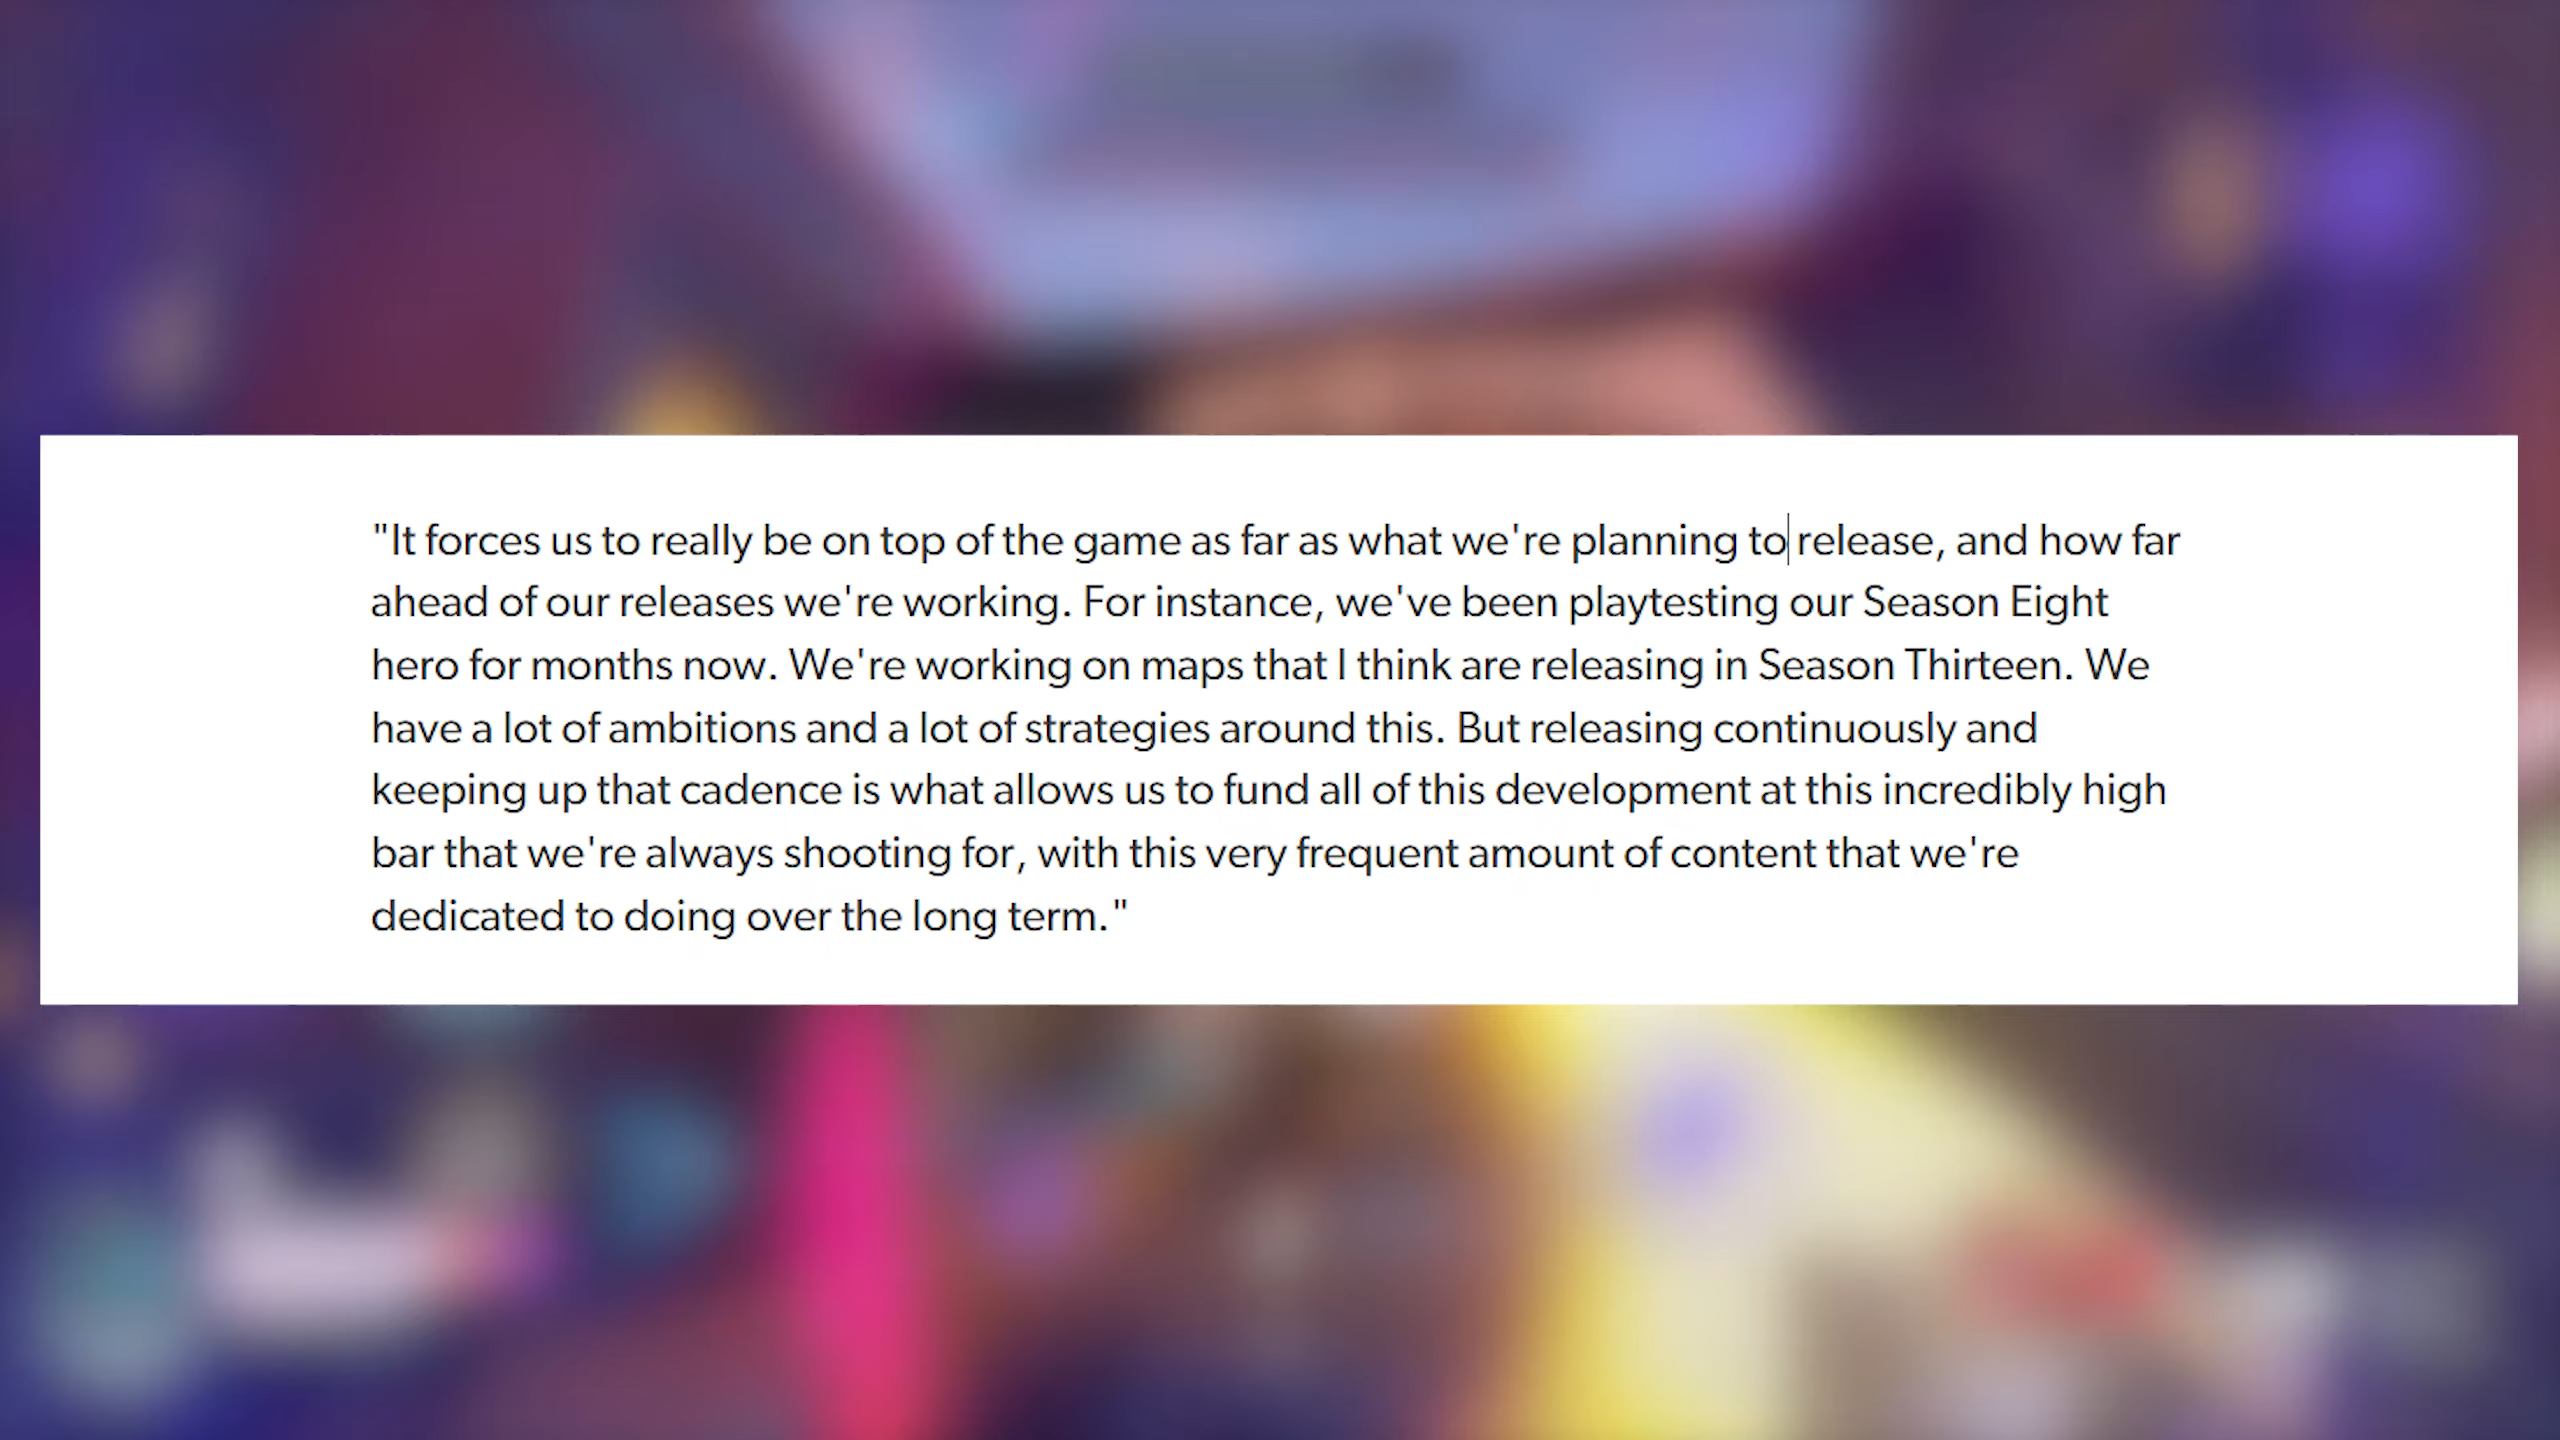 "It forces us to really be on top of the game as far as what we're planning to release, and how far
ahead of our releases we're working. For instance, we've been playtesting our Season Eight
hero for months now. We're working on maps that I think are releasing in Season Thirteen. We
have a lot of ambitions and a lot of strategies around this. But releasing continuously and
keeping up that cadence is what allows us to fund all of this development at this incredibly high
bar that we're always shooting for, with this very frequent amount of content that we're
dedicated to doing over the long term."